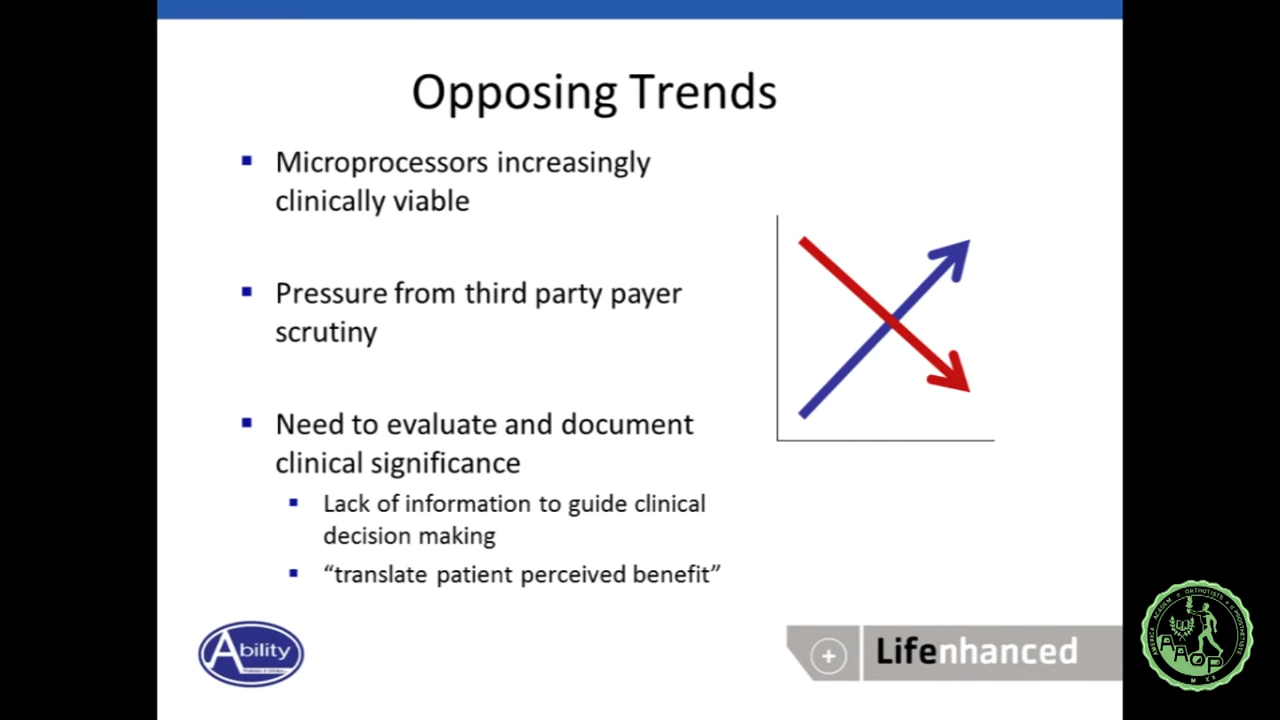 Opposing Trends
Microprocessors increasingly
clinically viable
Pressure from third party payer
scrutiny
Need to evaluate and document
clinical significance
Lack of information to guide clinical
decision making
“translate patient perceived benefit”
Ability
Lifenhanced
AAOP